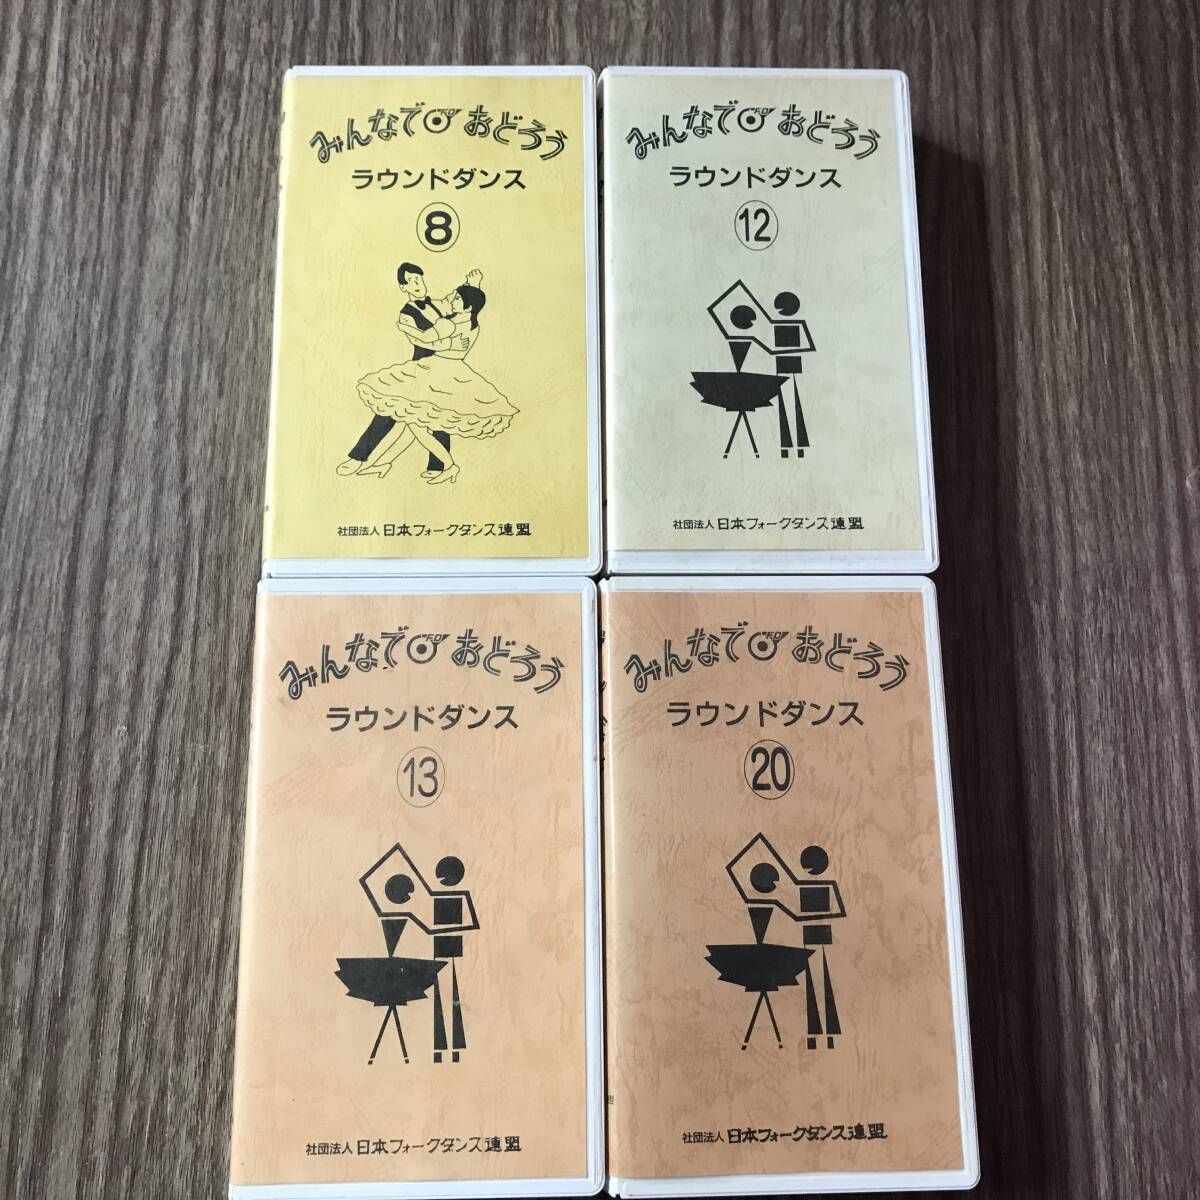 みんなで おどろう
ラウンドダンス
8
社団法人 日本フォークダンス連盟
みんなで おどろう
ラウンドダンス
12
社団法人 日本フォークダンス連盟
みんなで おどろう
ラウンドダンス
13
社団法人 日本フォークダンス連盟
みんなで おどろう
ラウンドダンス
20
社団法人 日本フォークダンス連盟